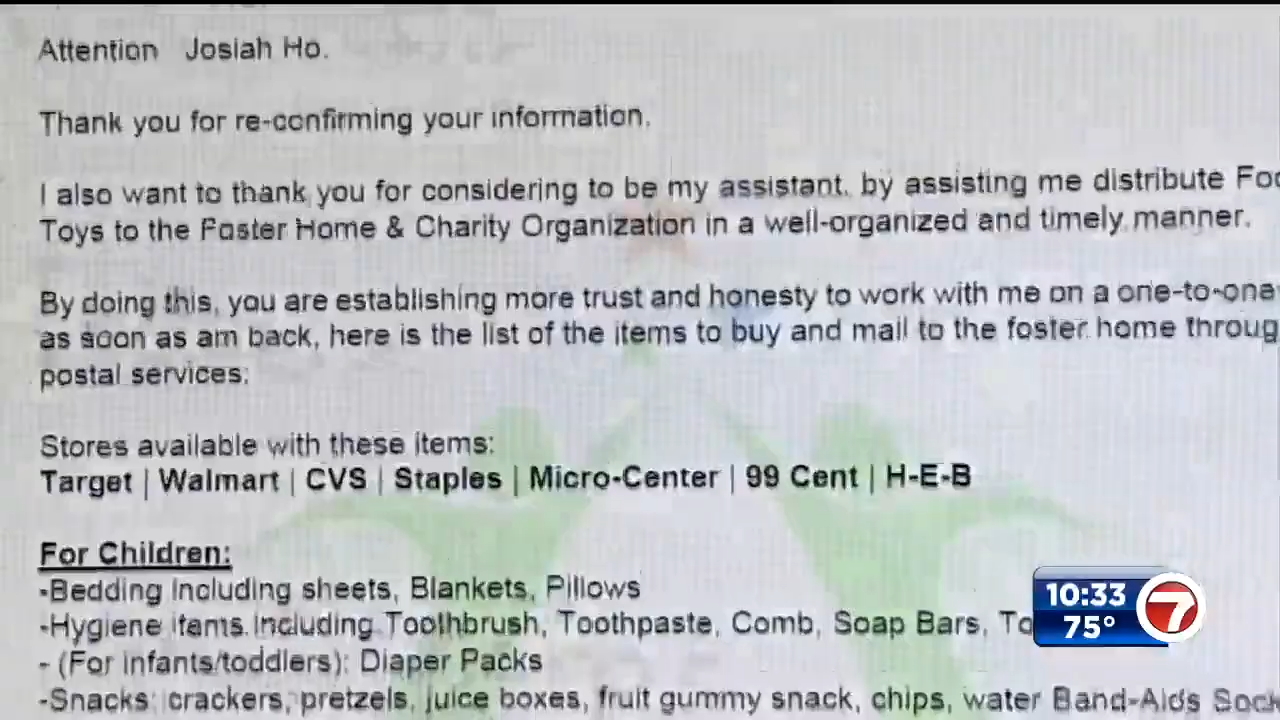 Attention Josiah Ho.
Thank you for re-confirming your information.
I also want to thank you for considering to be my assistant. by assisting me distribute
Toys to the Foster Home & Charity Organization in a well-organized and timely manner.
By doing this, you are establishing more trust and honesty to work with me on a one-to-one
as soon as am back, here is the list of the items to buy and mail to the foster home
postal services:
Stores available with these items:
Target | Walmart | CVS | Staples | Micro-Center | 99 Cent | H-E-B
For Children:
-Bedding Including sheets, Blankets, Pillows
-Hygiene items Including Toothbrush, Toothpaste, Comb, Soap Bars,
- (For infants/toddlers): Diaper Packs
-Snacks: crackers, pretzels, juice boxes, fruit gummy snack, chips, water Band-Aids
10:33
75°
7